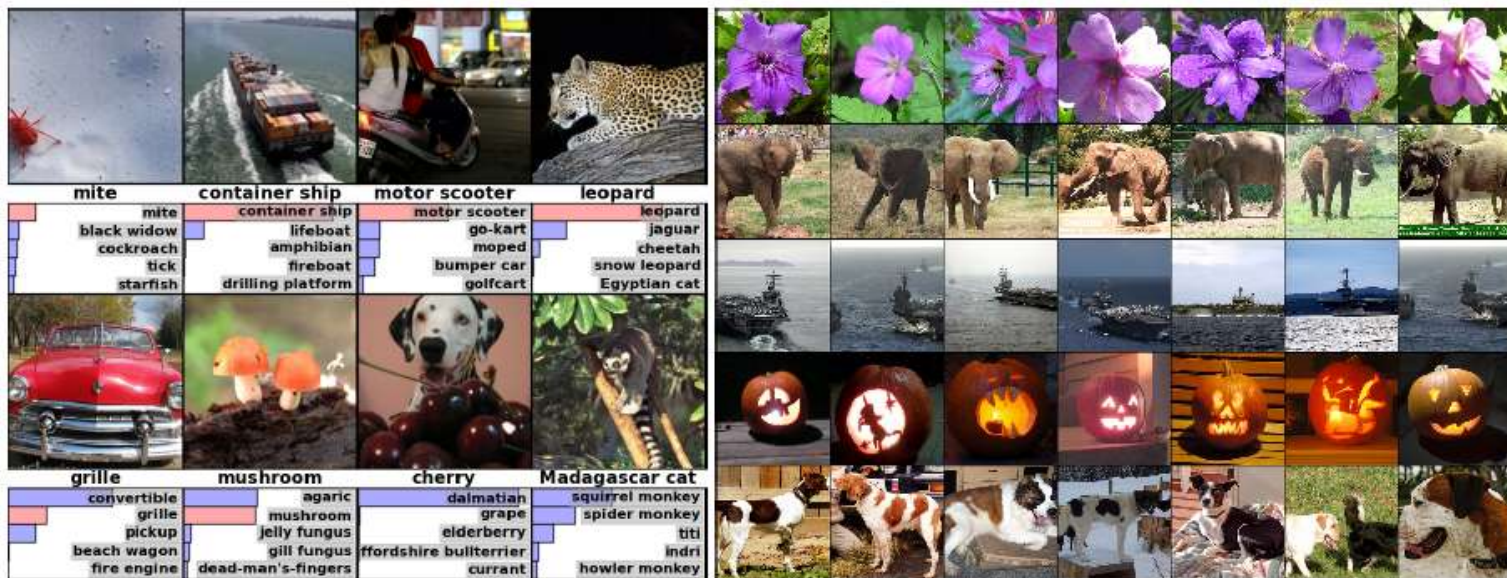 mite
container ship
motor scooter
leopard
mite
black widow
cockroach
tick
starfish
container ship
lifeboat
amphibian
fireboat
drilling platform
motor scooter
go-kart
moped
bumper car
golfcart
leopard
jaguar
cheetah
snow leopard
Egyptian cat
grille
mushroom
cherry
Madagascar cat
convertible
grille
pickup
beach wagon
fire engine
agaric
mushroom
jelly fungus
gill fungus
dead-man's-fingers
dalmatian
grape
elderberry
ffordshire bullterrier
currant
squirrel monkey
spider monkey
titi
indri
howler monkey